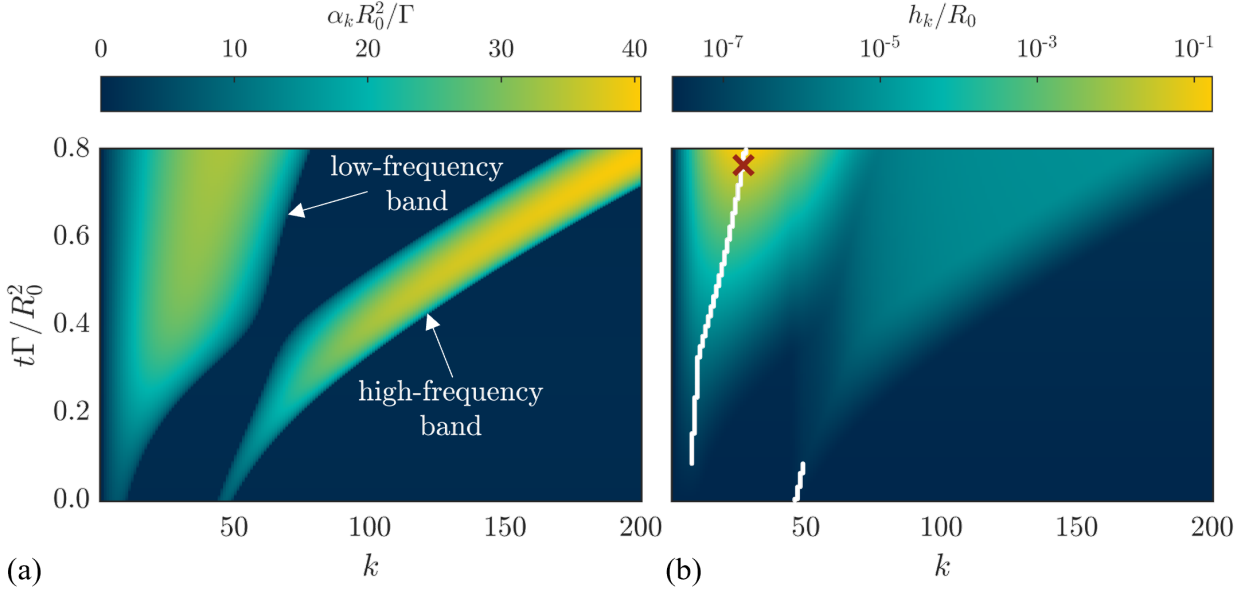 α_k R_0^2/Γ
0 10 20 30 40
h_k/R_0
10^-7 10^-5 10^-3 10^-1
tΓ/R_0^2
0.8
0.6
0.4
0.2
0.0
low-frequency
band
high-frequency
band
50 100 150 200
k
(a)
50 100 150 200
k
(b)